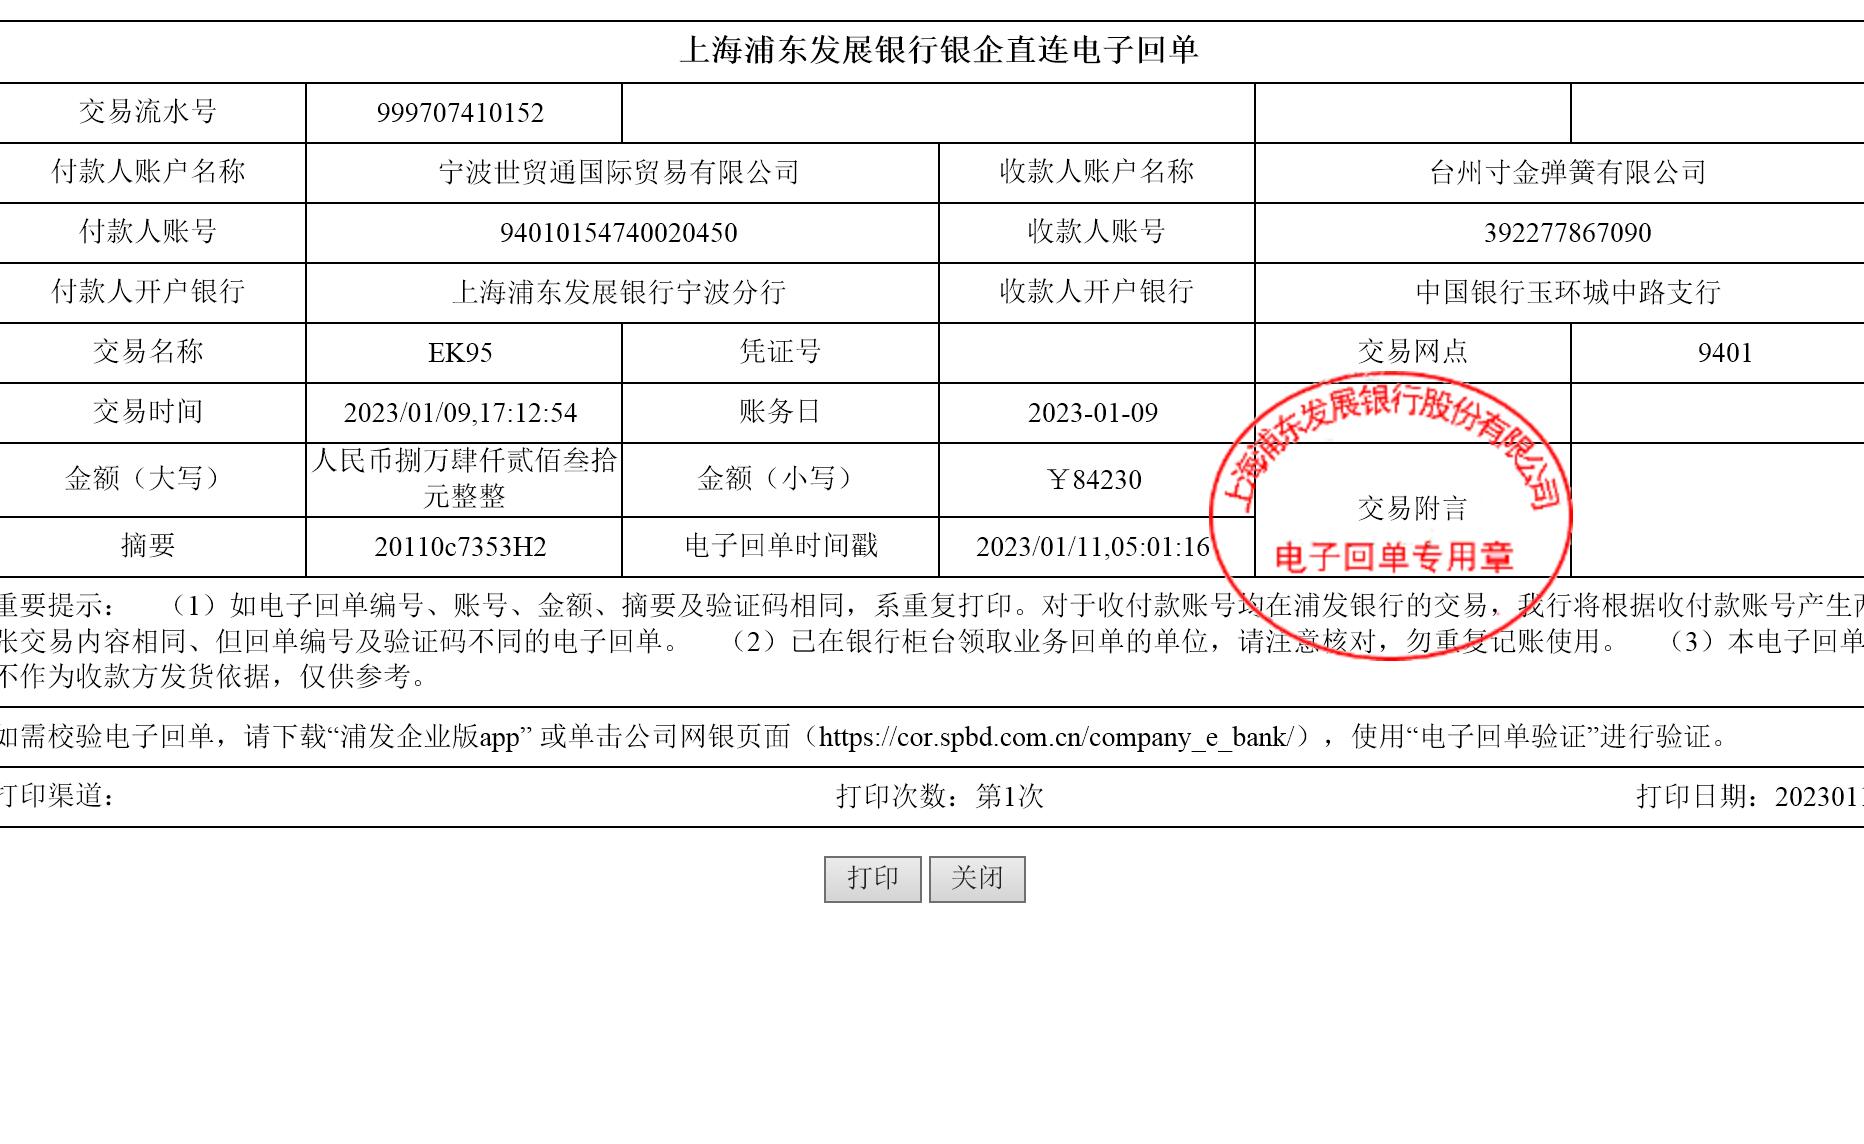 上海浦东发展银行银企直连电子回单
交易流水号 999707410152
付款人账户名称 宁波世贸通国际贸易有限公司 收款人账户名称 台州寸金弹簧有限公司
付款人账号 94010154740020450 收款人账号 392277867090
付款人开户银行 上海浦东发展银行宁波分行 收款人开户银行 中国银行玉环城中路支行
交易名称 EK95 凭证号 交易网点 9401
交易时间 2023/01/09,17:12:54 账务日 2023-01-09
金额（大写） 人民币捌万肆仟贰佰叁拾
元整整 金额（小写） ￥84230 交易附言
摘要 20110c7353H2 电子回单时间戳 2023/01/11,05:01:16
上海浦东发展银行股份有限公司
电子回单专用章
重要提示： （1）如电子回单编号、账号、金额、摘要及验证码相同，系重复打印。对于收付款账号均在浦发银行的交易，我行将根据收付款账号产生两
张交易内容相同、但回单编号及验证码不同的电子回单。 （2）已在银行柜台领取业务回单的单位，请注意核对，勿重复记账使用。 （3）本电子回单
不作为收款方发货依据，仅供参考。
如需校验电子回单，请下载“浦发企业版app” 或单击公司网银页面（https://cor.spbd.com.cn/company_e_bank/），使用“电子回单验证”进行验证。
打印渠道： 打印次数：第1次 打印日期：2023011
打印 关闭